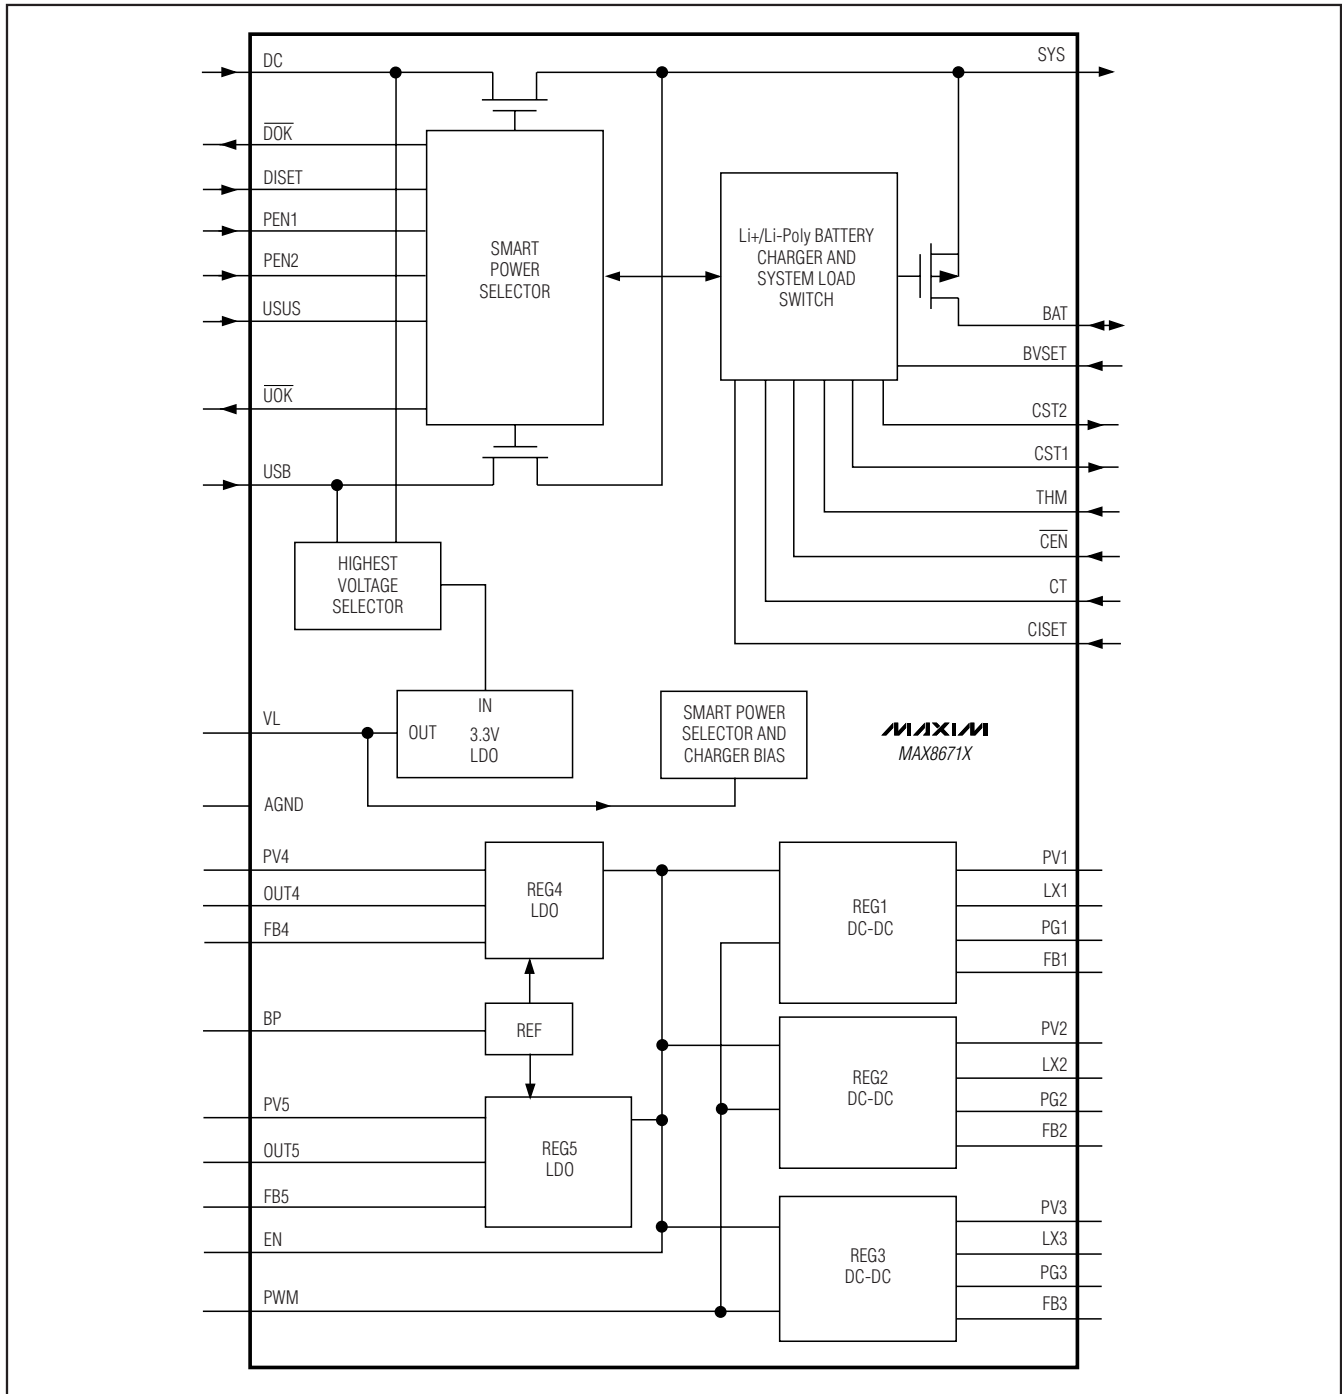 DC
SYS
DOK
DISET
PEN1
PEN2
USUS
UOK
USB
SMART
POWER
SELECTOR
Li+/Li-Poly BATTERY
CHARGER AND
SYSTEM LOAD
SWITCH
BAT
BVSET
CST2
CST1
THM
CEN
CT
CISET
HIGHEST
VOLTAGE
SELECTOR
VL
IN
OUT 3.3V
LDO
SMART POWER
SELECTOR AND
CHARGER BIAS
MAXIM
MAX8671X
AGND
PV4
OUT4
FB4
REG4
LDO
BP
REF
PV5
OUT5
FB5
REG5
LDO
EN
PWM
REG1
DC-DC
PV1
LX1
PG1
FB1
REG2
DC-DC
PV2
LX2
PG2
FB2
REG3
DC-DC
PV3
LX3
PG3
FB3